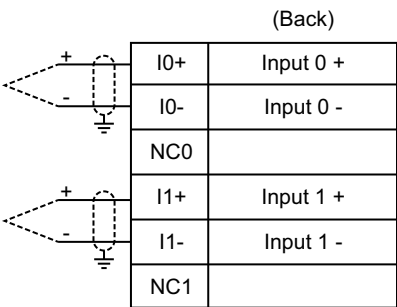 (Back)
+ I0+ Input 0 +
- I0- Input 0 -
NC0
+ I1+ Input 1 +
- I1- Input 1 -
NC1